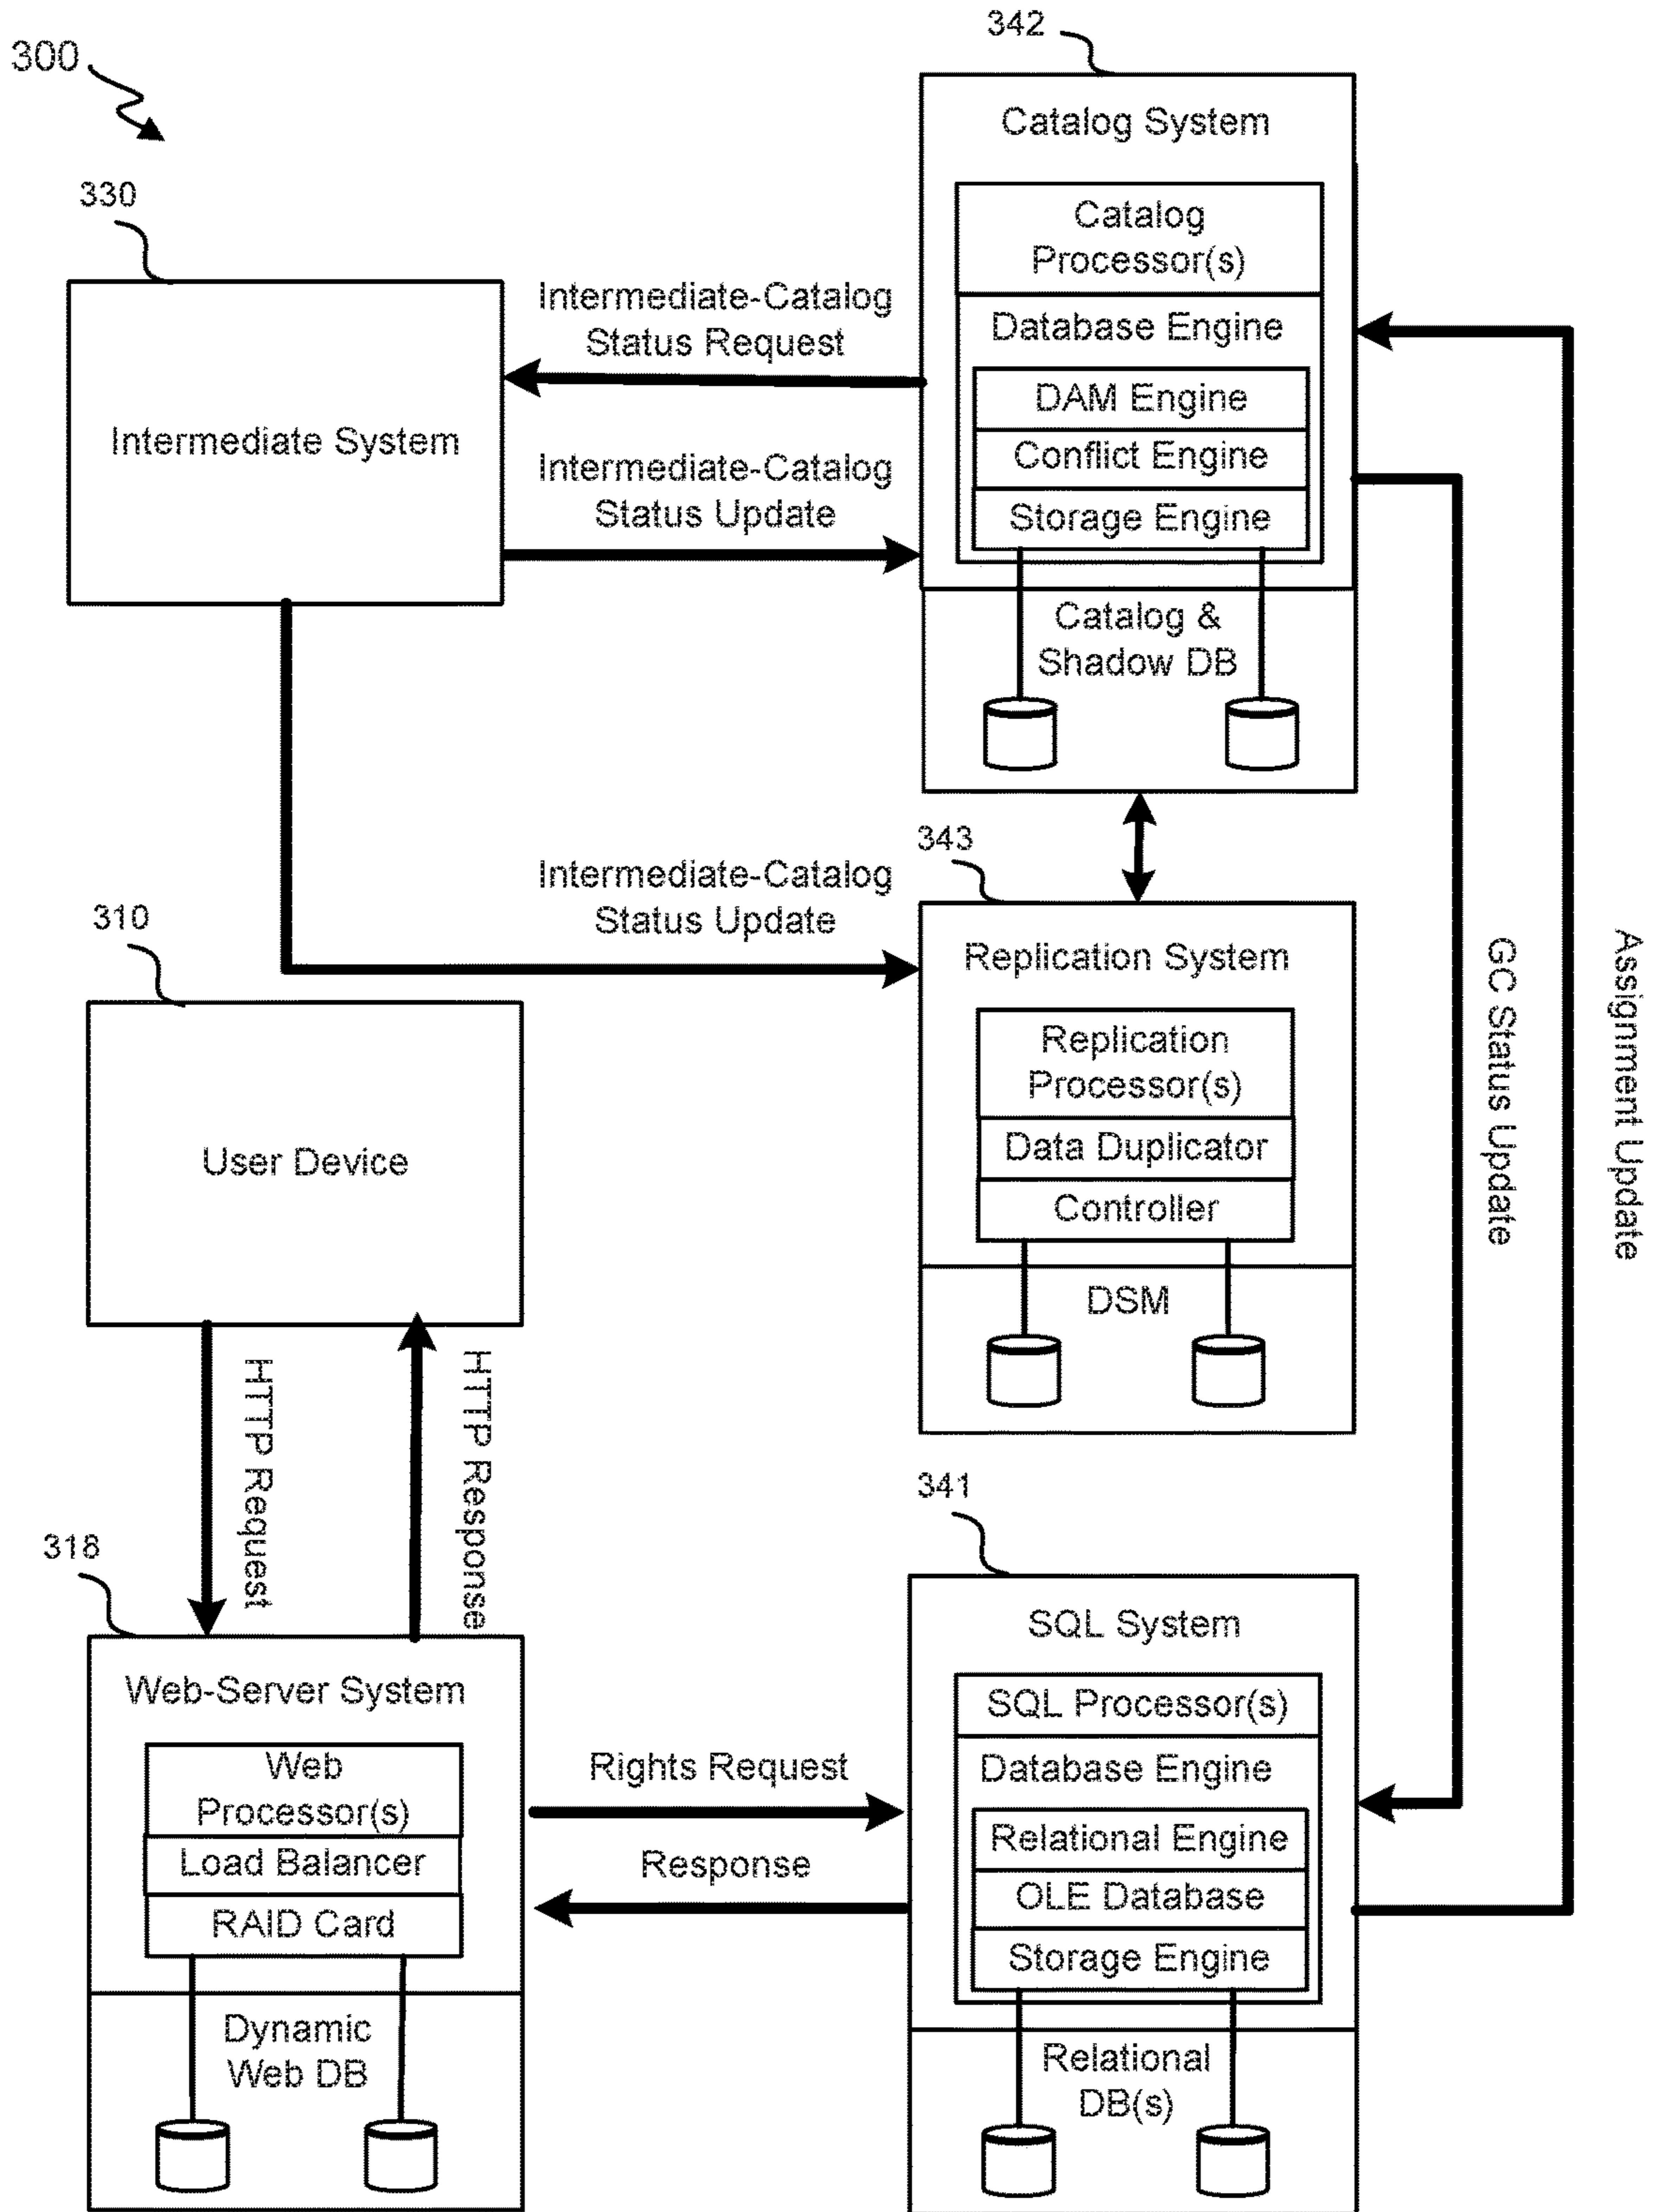 300
342
Catalog System
Catalog
Processor(s)
Database Engine
DAM Engine
Conflict Engine
Storage Engine
Catalog &
Shadow DB
330
Intermediate System
Intermediate-Catalog
Status Request
Intermediate-Catalog
Status Update
Intermediate-Catalog
Status Update
343
Replication System
Replication
Processor(s)
Data Duplicator
Controller
DSM
GC Status Update
Assignment Update
310
User Device
HTTP Request
HTTP Response
318
Web-Server System
Web
Processor(s)
Load Balancer
RAID Card
Dynamic
Web DB
Rights Request
Response
341
SQL System
SQL Processor(s)
Database Engine
Relational Engine
OLE Database
Storage Engine
Relational
DB(s)